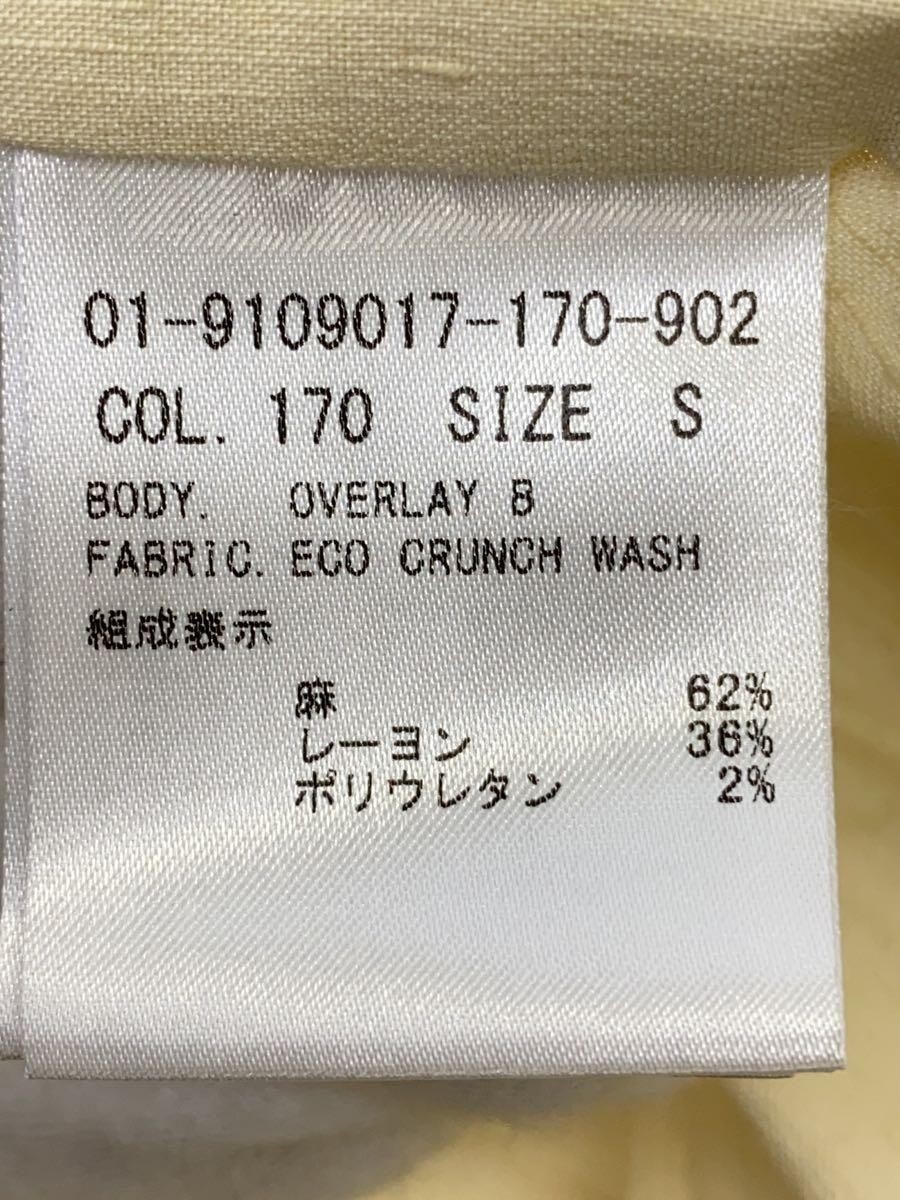 01-9109017-170-902
COL. 170 SIZE S
BODY. OVERLAY B
FABRIC. ECO CRUNCH WASH
組成表示
麻 62%
レーヨン 36%
ポリウレタン 2%